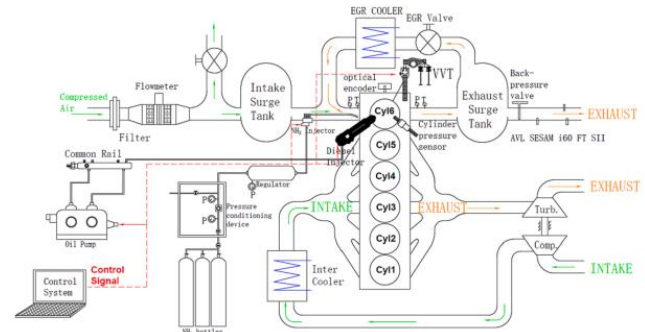 EGR COOLER
EGR Valve
Flowmeter
Compressed
Air
Filter
Intake
Surge
Tank
optical
encoder
VVT
P T
P T
Exhaust
Surge
Tank
Back-
pressure
valve
EXHAUST
AVL SESAM i60 FT SII
NH₃ Injector
Diesel
Injector
Cylinder
pressure
sensor
Cyl6
Cyl5
Cyl4
Cyl3
Cyl2
Cyl1
Common Rail
Oil Pump
Regulator
P
P
P
Pressure
conditioning
device
INTAKE
EXHAUST
EXHAUST
Turb.
Comp.
INTAKE
Inter
Cooler
Control
System
Control
Signal